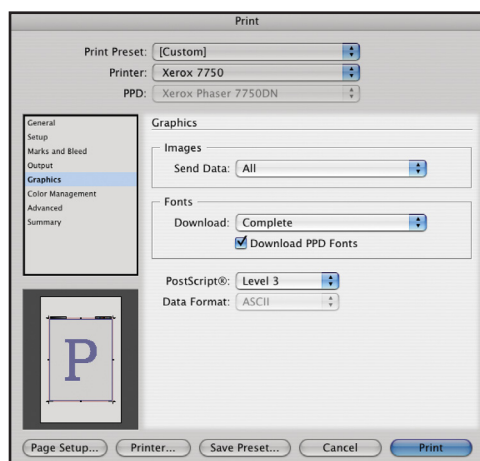 Print
Print Preset: [Custom]
Printer: Xerox 7750
PPD: Xerox Phaser 7750DN
General
Setup
Marks and Bleed
Output
Graphics
Color Management
Advanced
Summary
Graphics
Images
Send Data: All
Fonts
Download: Complete
Download PPD Fonts
PostScript®: Level 3
Data Format: ASCII
P
Page Setup... Printer... Save Preset... Cancel Print